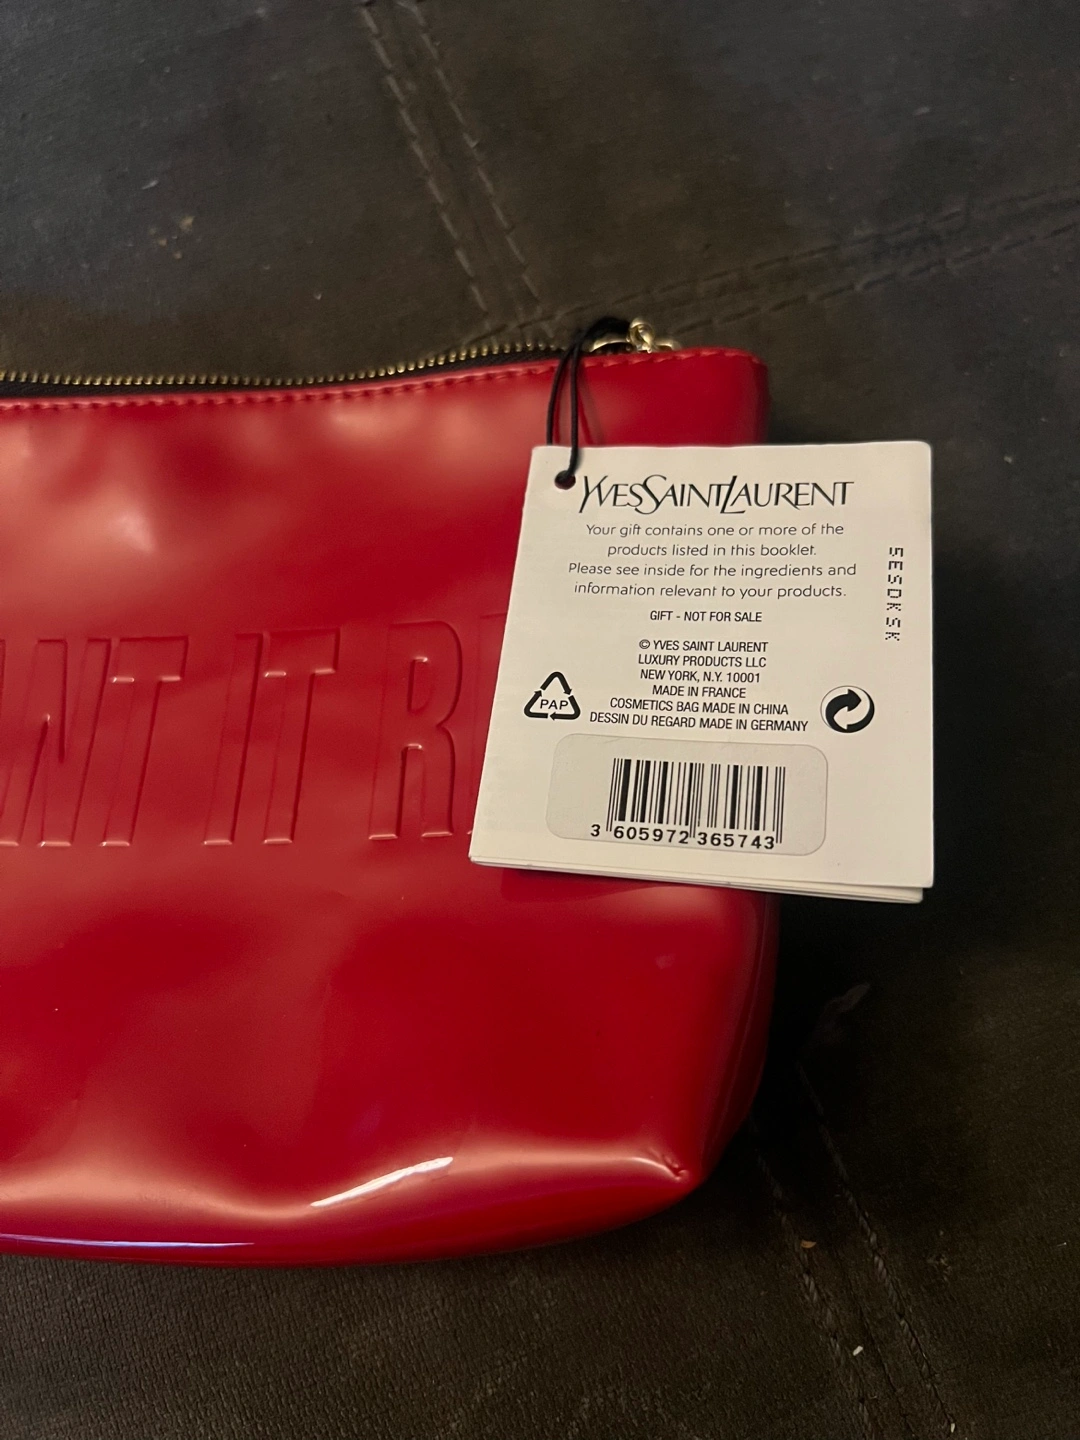 YVESSAINTLAURENT
Your gift contains one or more of the
products listed in this booklet.
Please see inside for the ingredients and
information relevant to your products.
GIFT - NOT FOR SALE
© YVES SAINT LAURENT
LUXURY PRODUCTS LLC
NEW YORK, N.Y. 10001
MADE IN FRANCE
COSMETICS BAG MADE IN CHINA
DESSIN DU REGARD MADE IN GERMANY
PAP
3 605972 365743
NT IT R